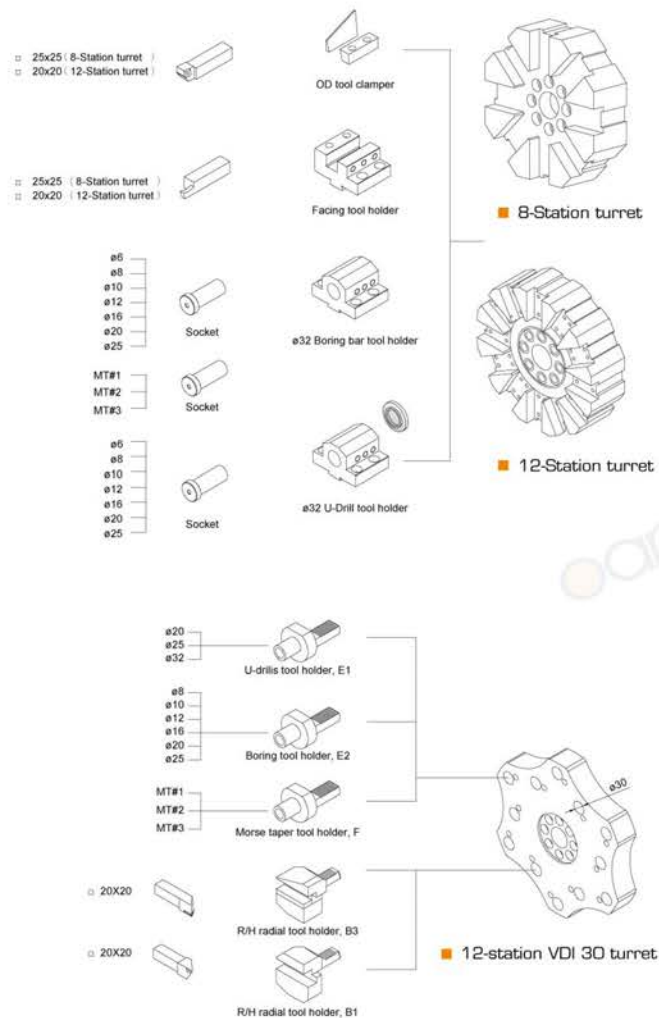 □ 25x25 ( 8-Station turret )
□ 20x20 ( 12-Station turret )
OD tool clamper
□ 25x25 ( 8-Station turret )
□ 20x20 ( 12-Station turret )
Facing tool holder
8-Station turret
ø6
ø8
ø10
ø12
ø16
ø20
ø25
Socket
ø32 Boring bar tool holder
MT#1
MT#2
MT#3
Socket
12-Station turret
ø6
ø8
ø10
ø12
ø16
ø20
ø25
Socket
ø32 U-Drill tool holder
ø20
ø25
ø32
U-drilis tool holder, E1
ø8
ø10
ø12
ø16
ø20
ø25
Boring tool holder, E2
MT#1
MT#2
MT#3
Morse taper tool holder, F
ø30
□ 20X20
R/H radial tool holder, B3
□ 20X20
R/H radial tool holder, B1
12-station VDI 30 turret